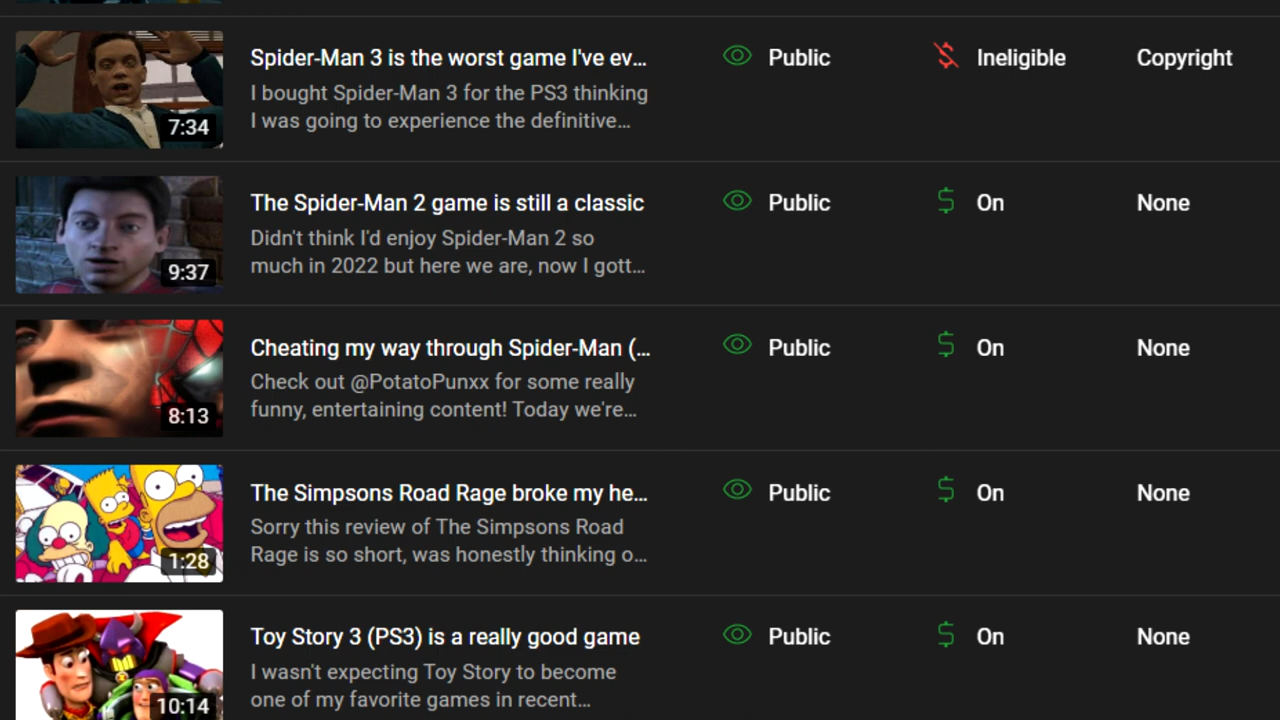 Spider-Man 3 is the worst game I've ev...
Public
Ineligible
Copyright
I bought Spider-Man 3 for the PS3 thinking
I was going to experience the definitive...
7:34
The Spider-Man 2 game is still a classic
Public
On
None
Didn't think I'd enjoy Spider-Man 2 so
much in 2022 but here we are, now I gott...
9:37
Cheating my way through Spider-Man (...
Public
On
None
Check out @PotatoPunxx for some really
funny, entertaining content! Today we're...
8:13
The Simpsons Road Rage broke my he...
Public
On
None
Sorry this review of The Simpsons Road
Rage is so short, was honestly thinking o...
1:28
Toy Story 3 (PS3) is a really good game
Public
On
None
I wasn't expecting Toy Story to become
one of my favorite games in recent...
10:14